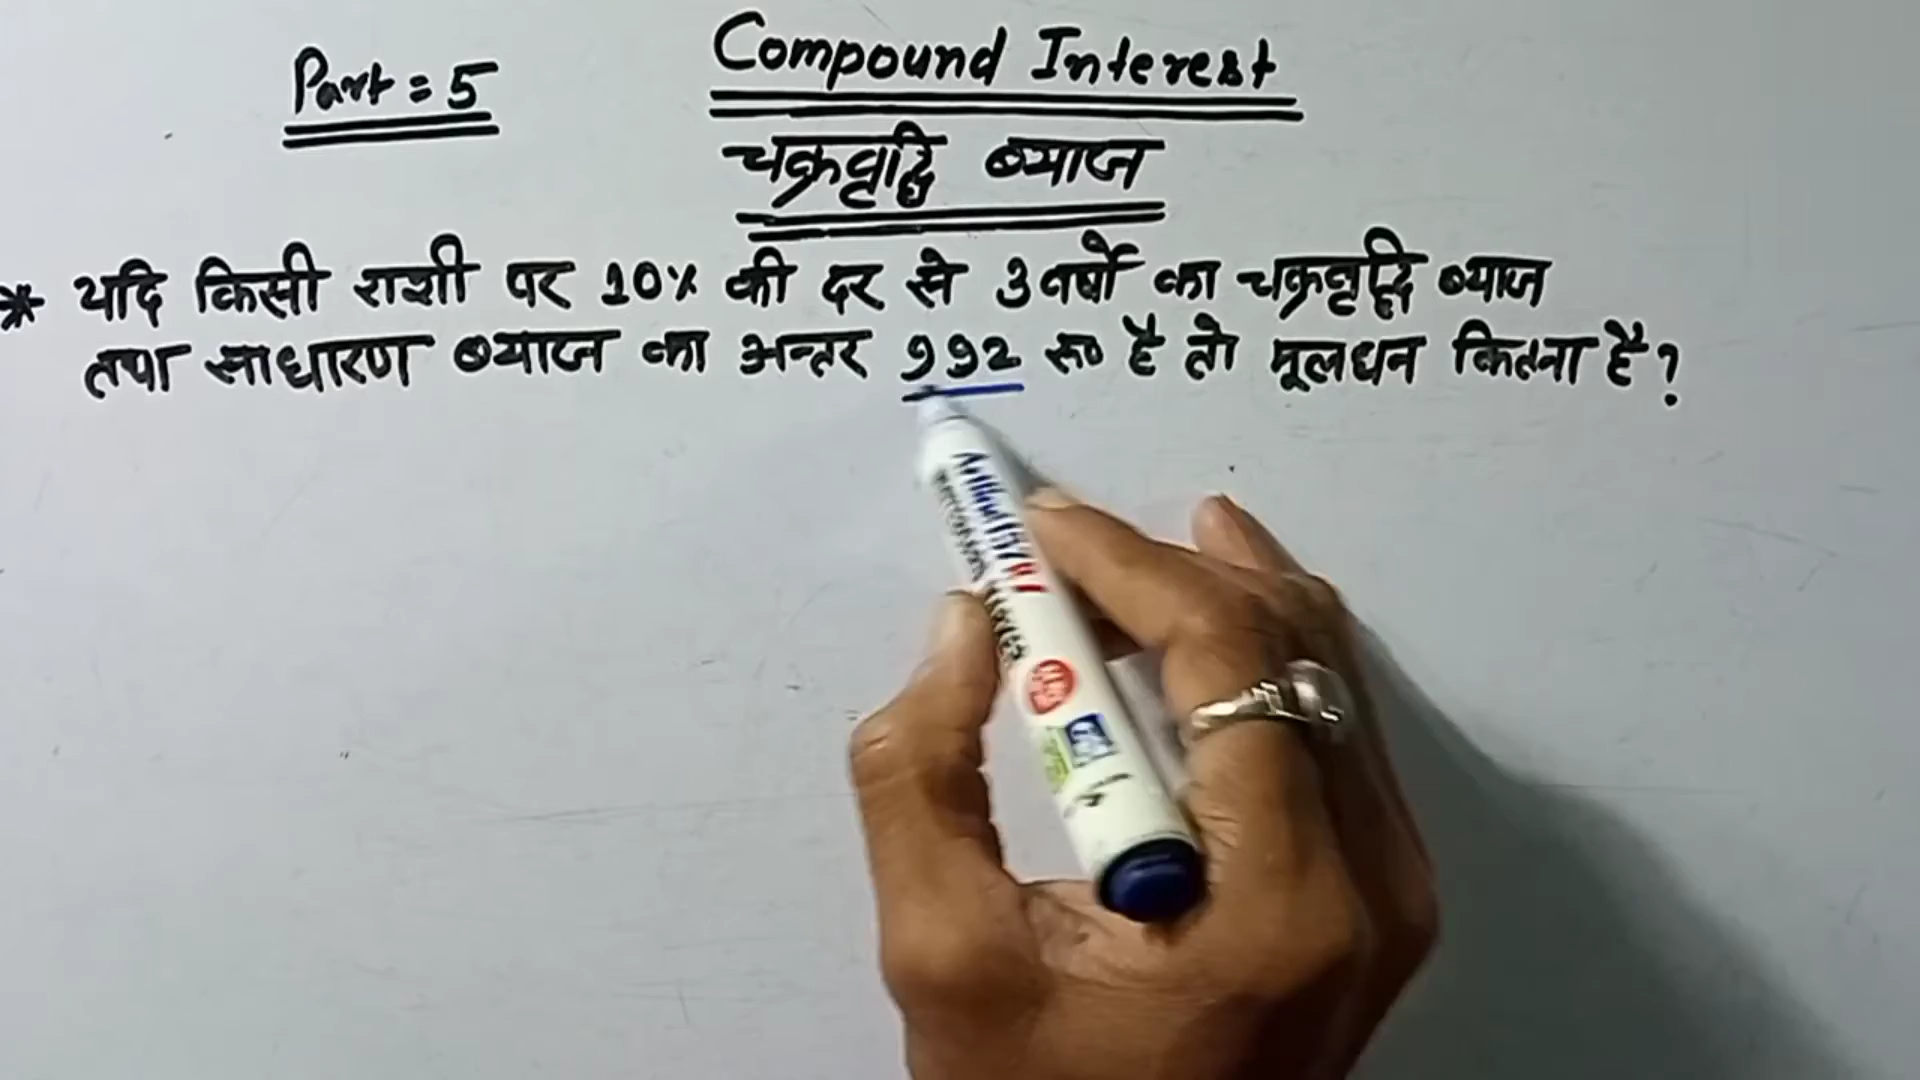 Part = 5
Compound Interest
चक्रवृद्धि ब्याज
* यदि किसी राशी पर 10% की दर से 3 वर्षों का चक्रवृद्धि ब्याज
तथा साधारण ब्याज का अन्तर 992 रू० है तो मूलधन कितना है?